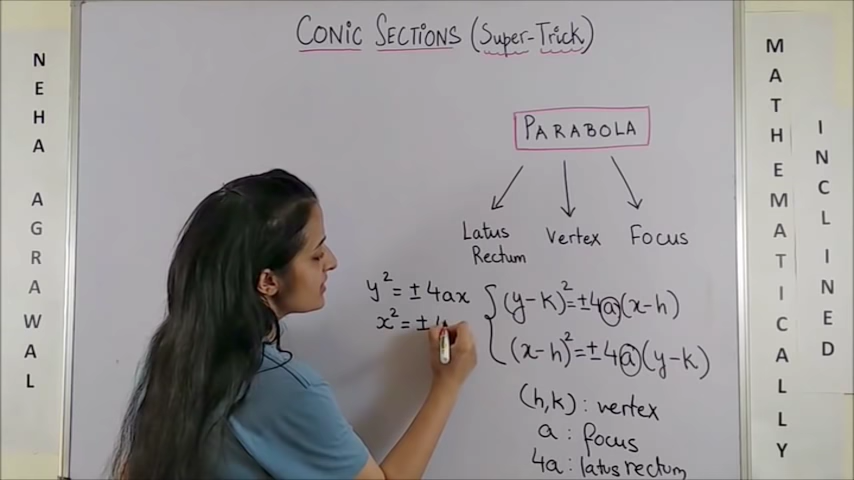 CONIC SECTIONS (Super-Trick)
PARABOLA
Latus Rectum
Vertex
Focus
y² = ± 4ax
x² = ± 4
(y-k)² = ±4a(x-h)
(x-h)² = ±4a(y-k)
(h,k) : vertex
a : focus
4a : latus rectum
NEHA AGRAWAL
MATHEMATICALLY
INCLINED